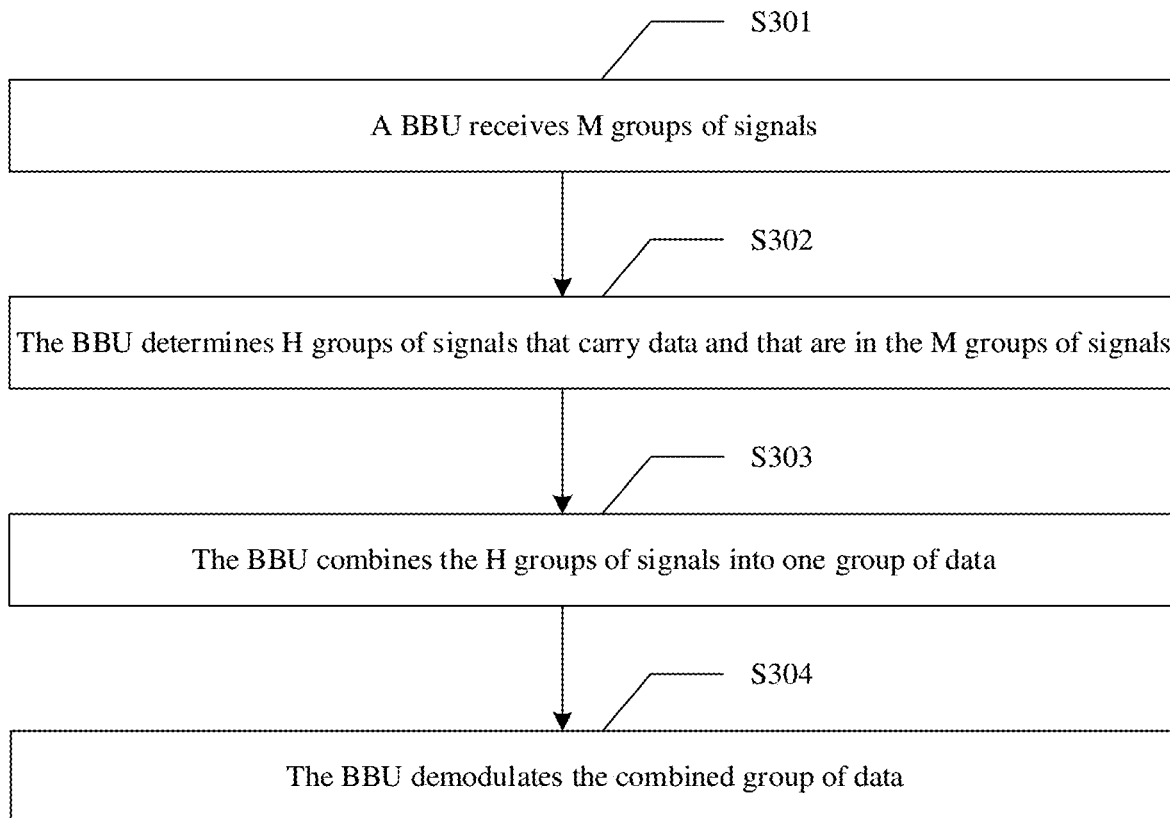 S301
A BBU receives M groups of signals
S302
The BBU determines H groups of signals that carry data and that are in the M groups of signals
S303
The BBU combines the H groups of signals into one group of data
S304
The BBU demodulates the combined group of data